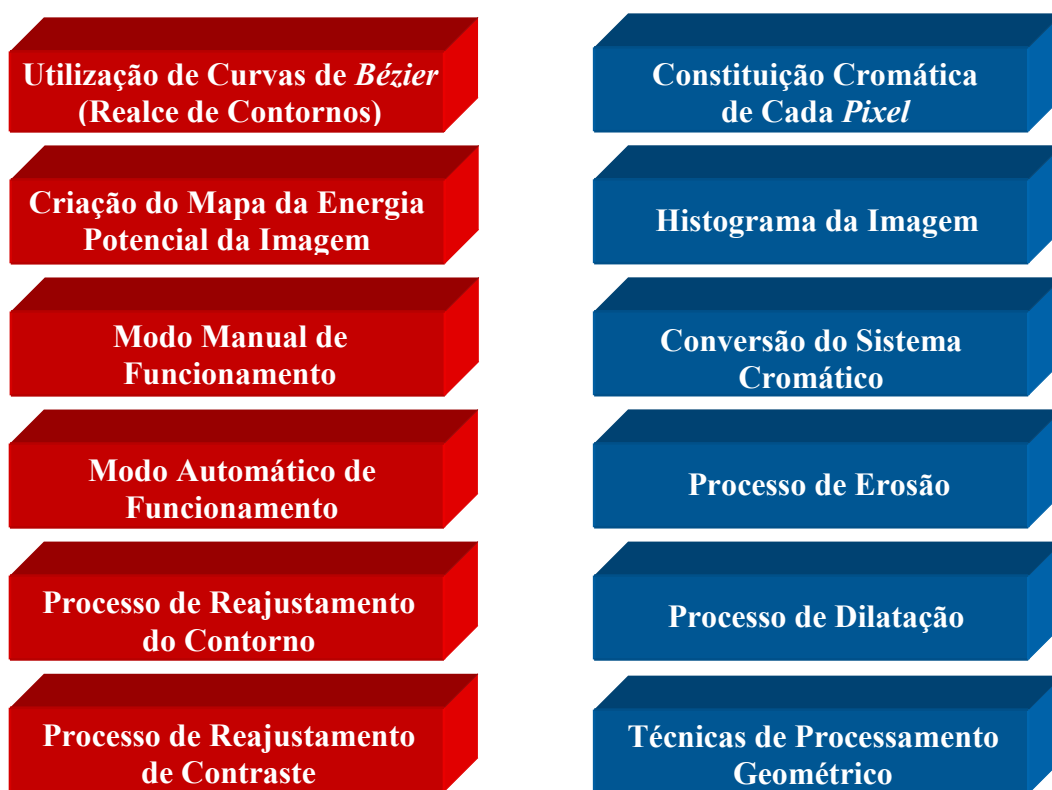 Utilização de Curvas de Bézier
(Realce de Contornos)
Criação do Mapa da Energia
Potencial da Imagem
Modo Manual de
Funcionamento
Modo Automático de
Funcionamento
Processo de Reajustamento
do Contorno
Processo de Reajustamento
de Contraste
Constituição Cromática
de Cada Pixel
Histograma da Imagem
Conversão do Sistema
Cromático
Processo de Erosão
Processo de Dilatação
Técnicas de Processamento
Geométrico